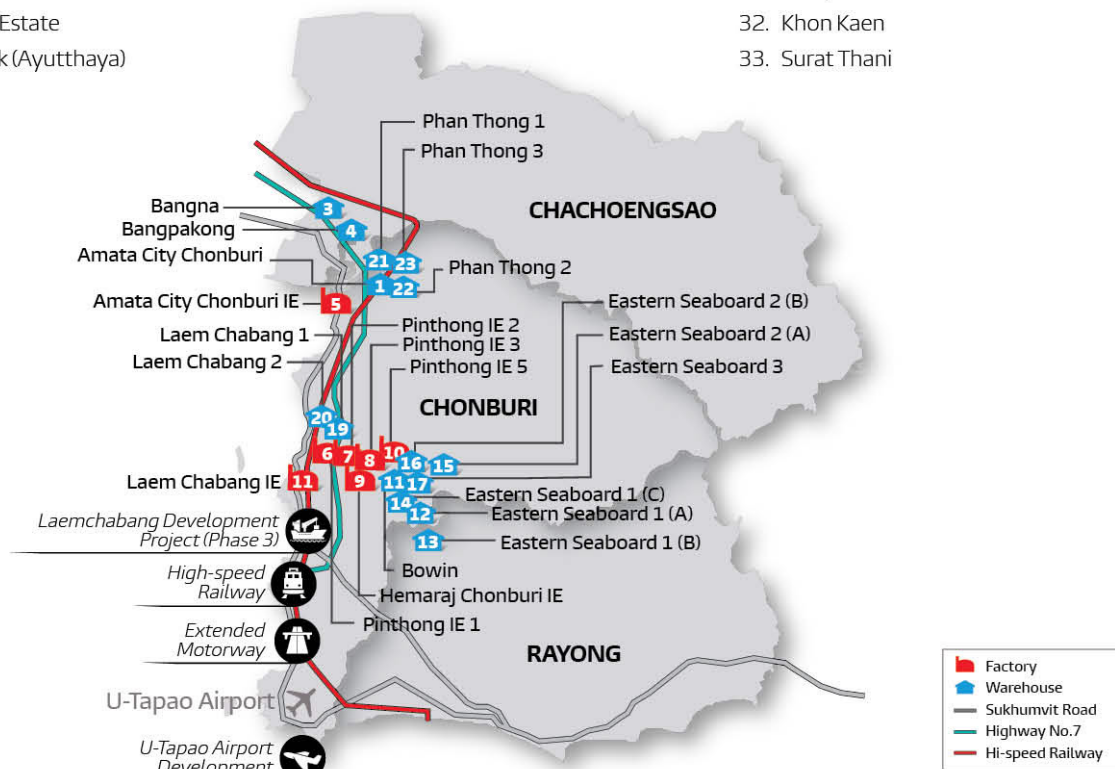 Estate
k (Ayutthaya)
32. Khon Kaen
33. Surat Thani
Phan Thong 1
Phan Thong 3
CHACHOENGSAO
Bangna
3
Bangpakong
4
Amata City Chonburi
21
23
Phan Thong 2
1
22
Amata City Chonburi IE
5
Eastern Seaboard 2 (B)
Laem Chabang 1
Pinthong IE 2
Eastern Seaboard 2 (A)
Pinthong IE 3
Laem Chabang 2
Pinthong IE 5
Eastern Seaboard 3
CHONBURI
20
19
6
7
8
10
16
15
Laem Chabang IE
11
9
11
17
Eastern Seaboard 1 (C)
14
Eastern Seaboard 1 (A)
12
Laemchabang Development
Project (Phase 3)
13
Eastern Seaboard 1 (B)
High-speed
Railway
Bowin
Hemaraj Chonburi IE
Pinthong IE 1
Extended
Motorway
RAYONG
U-Tapao Airport
U-Tapao Airport
Development
Factory
Warehouse
Sukhumvit Road
Highway No.7
Hi-speed Railway